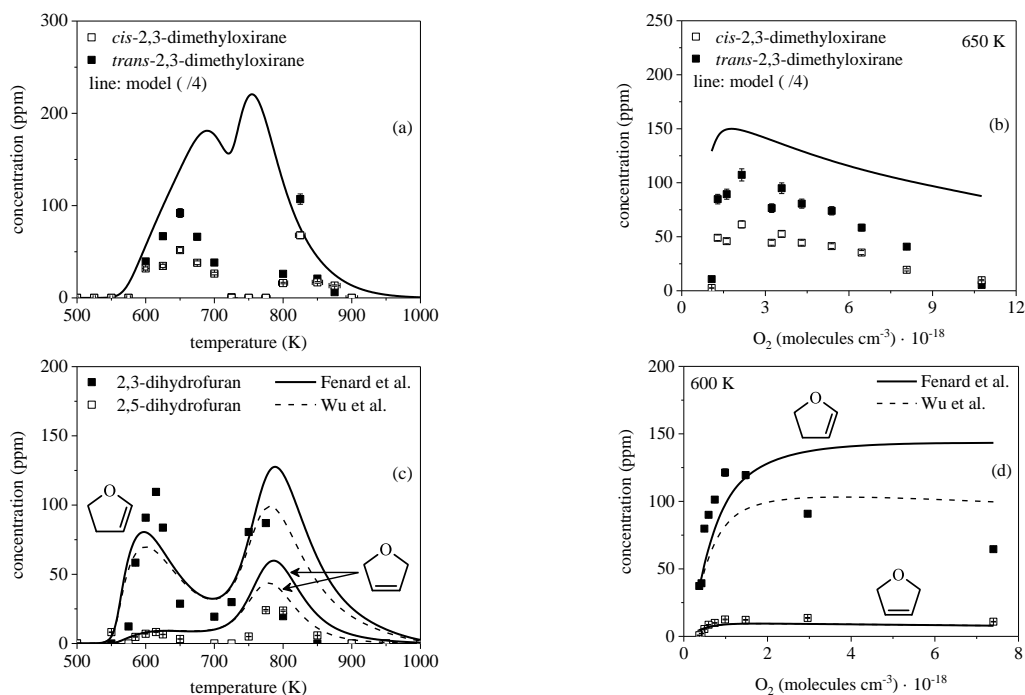 300
200
100
0
concentration (ppm)
cis-2,3-dimethyloxirane
trans-2,3-dimethyloxirane
line: model ( /4)
(a)
500 600 700 800 900 1000
temperature (K)
250
200
150
100
50
0
concentration (ppm)
cis-2,3-dimethyloxirane
trans-2,3-dimethyloxirane
line: model ( /4)
650 K
(b)
0 3 6 9 12
O₂ (molecules cm⁻³) · 10⁻¹⁸
200
150
100
50
0
concentration (ppm)
2,3-dihydrofuran
2,5-dihydrofuran
Fenard et al.
Wu et al.
(c)
O
O
500 600 700 800 900 1000
temperature (K)
200
150
100
50
0
concentration (ppm)
600 K
Fenard et al.
Wu et al.
O
(d)
O
0 2 4 6 8
O₂ (molecules cm⁻³) · 10⁻¹⁸